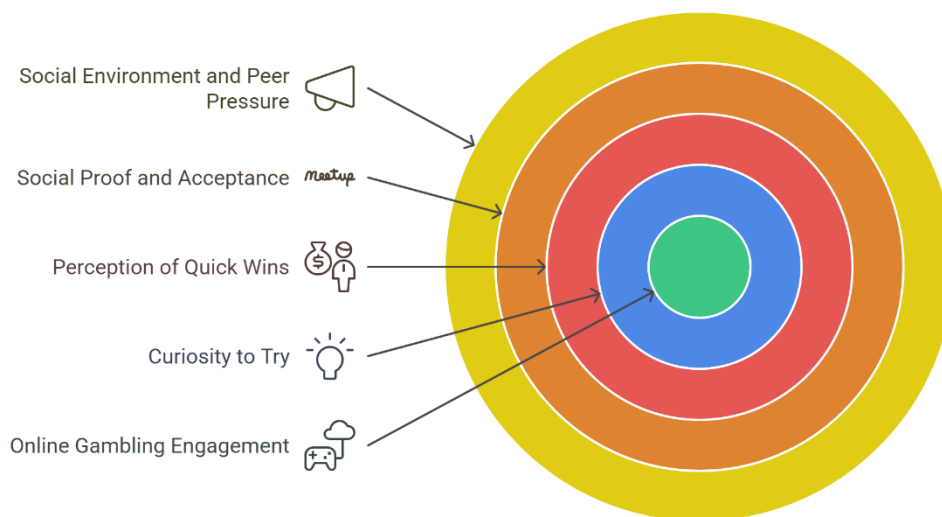 Social Environment and Peer
Pressure
Social Proof and Acceptance
meetup
$
Perception of Quick Wins
Curiosity to Try
Online Gambling Engagement